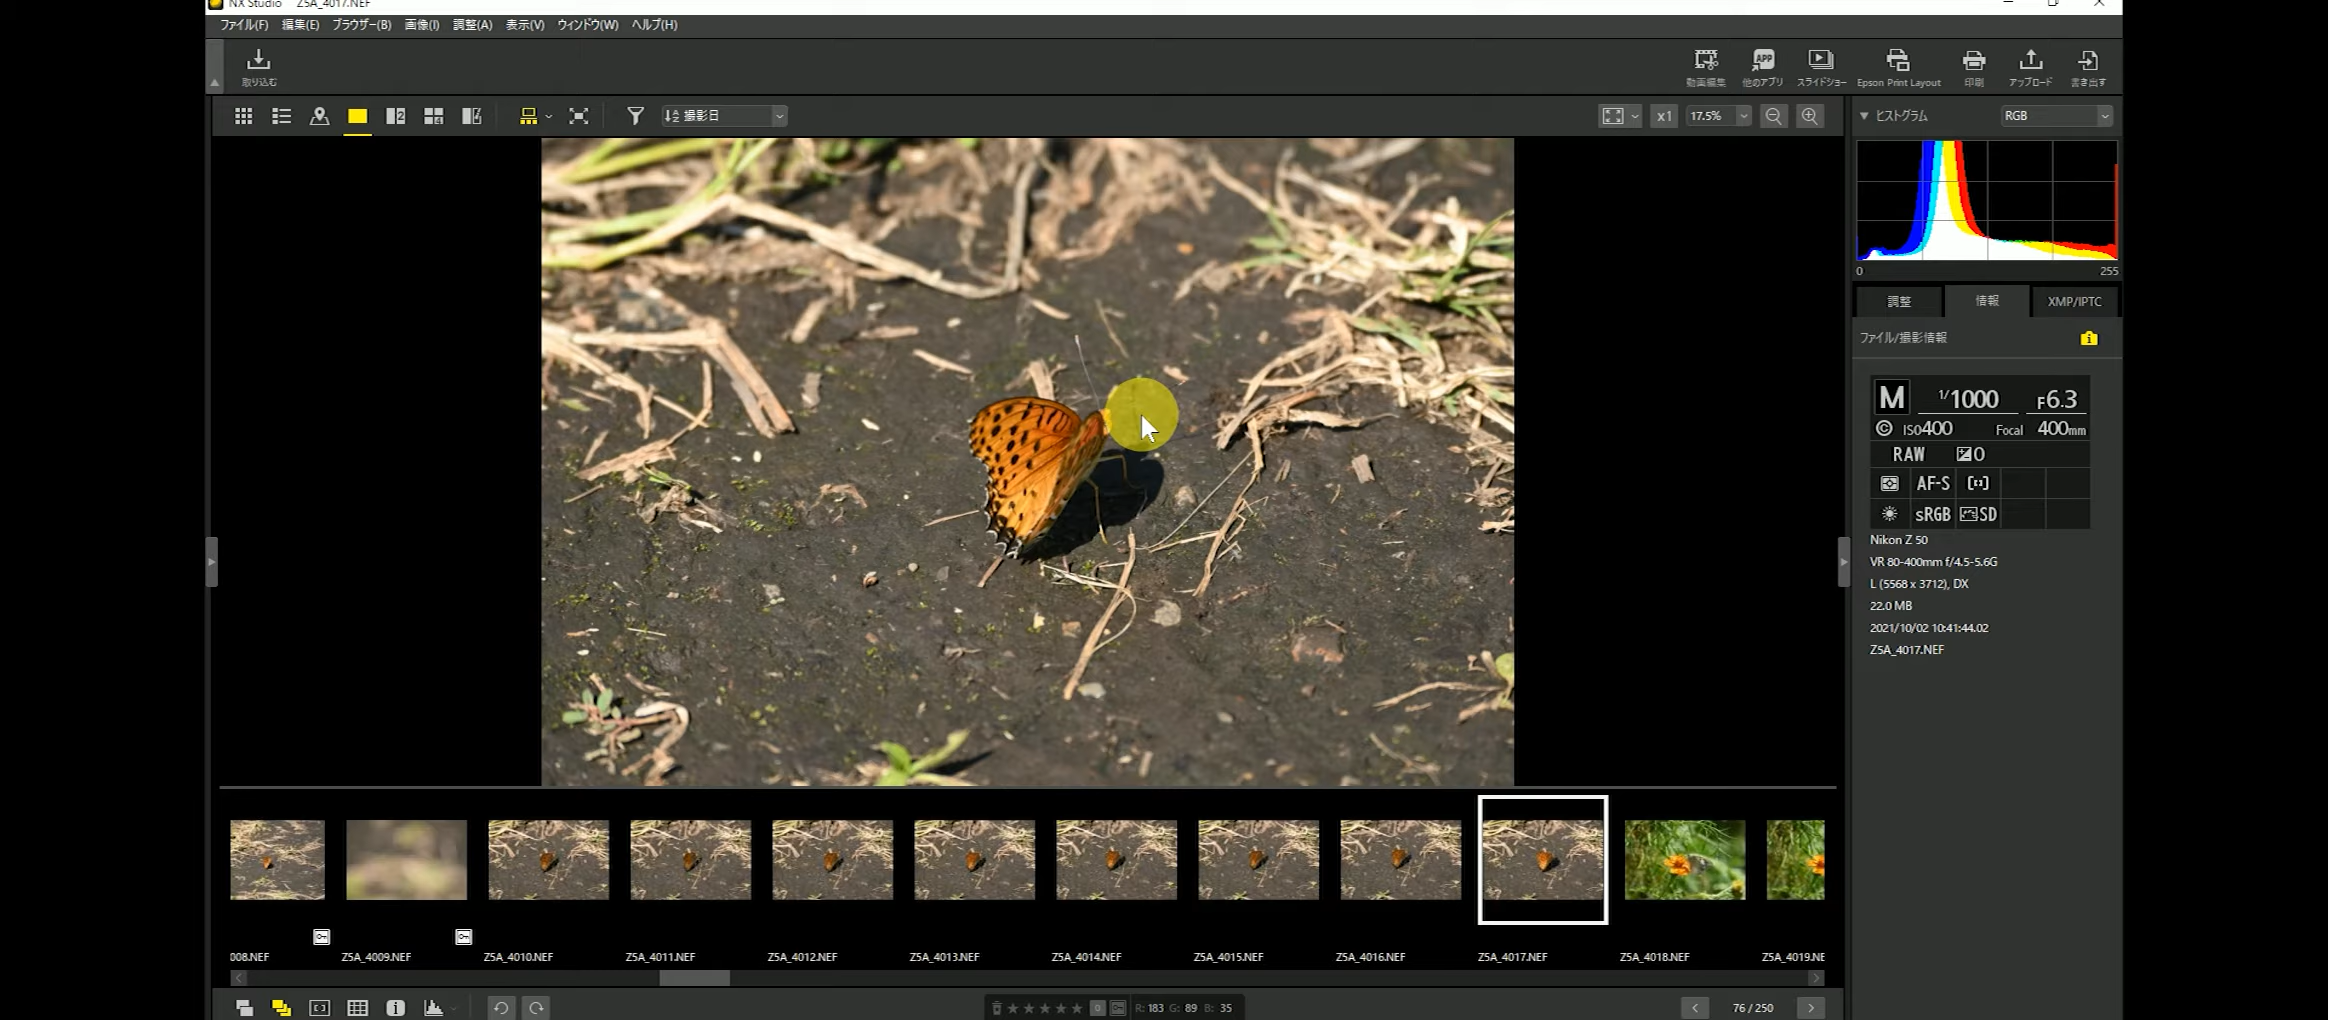 NX Studio Z5A_4017.NEF
ファイル(F) 編集(E) ブラウザー(B) 画像(I) 調整(A) 表示(V) ウィンドウ(W) ヘルプ(H)
取り込む 動画編集 他のアプリ スライドショー Epson Print Layout 印刷 アップロード 書き出す
撮影日 x1 17.5%
ヒストグラム RGB
0 255
調整 情報 XMP/IPTC
ファイル/撮影情報
M 1/1000 F6.3
ISO400 Focal 400mm
RAW 0
AF-S
sRGB SD
Nikon Z 50
VR 80-400mm f/4.5-5.6G
L (5568 x 3712), DX
22.0 MB
2021/10/02 10:41:44.02
Z5A_4017.NEF
008.NEF Z5A_4009.NEF Z5A_4010.NEF Z5A_4011.NEF Z5A_4012.NEF Z5A_4013.NEF Z5A_4014.NEF Z5A_4015.NEF Z5A_4016.NEF Z5A_4017.NEF Z5A_4018.NEF Z5A_4019.NE
R: 183 G: 89 B: 35 76 / 250